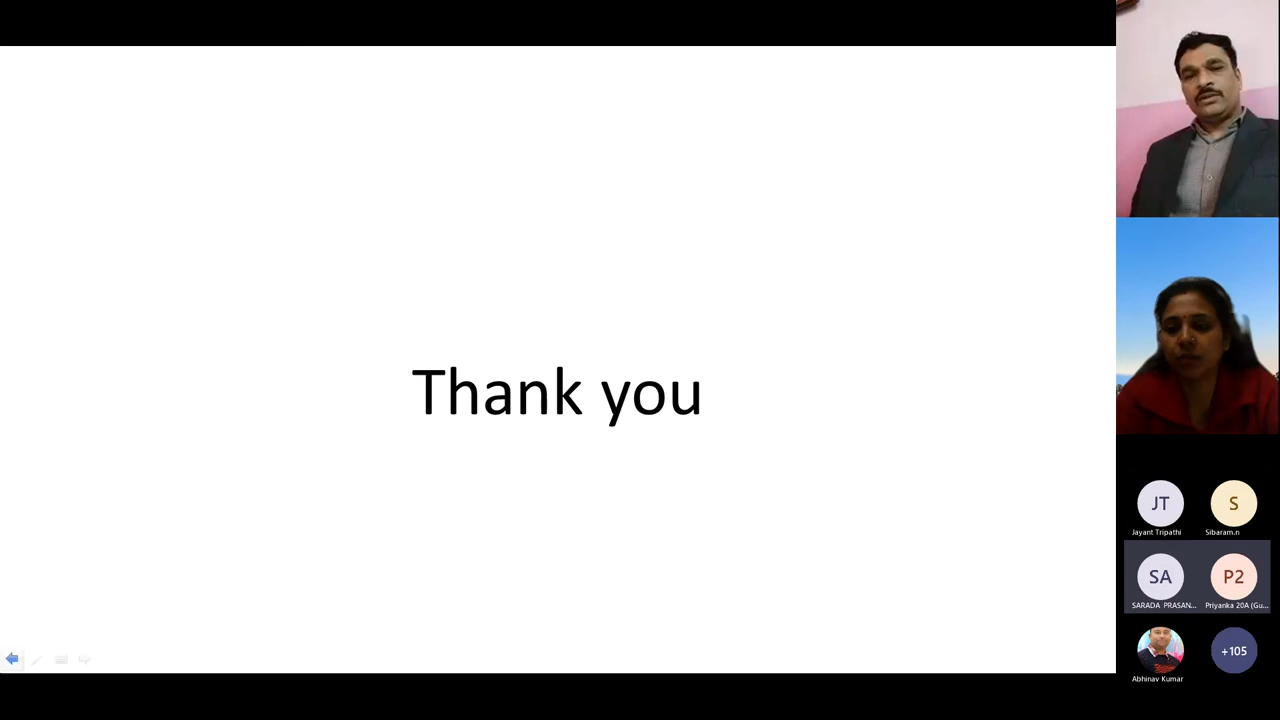 Thank you
JT
S
Jayant Tripathi
Sibaram.n
SA
P2
SARADA PRASAN...
Priyanka 20A (Gu...
+105
Abhinav Kumar